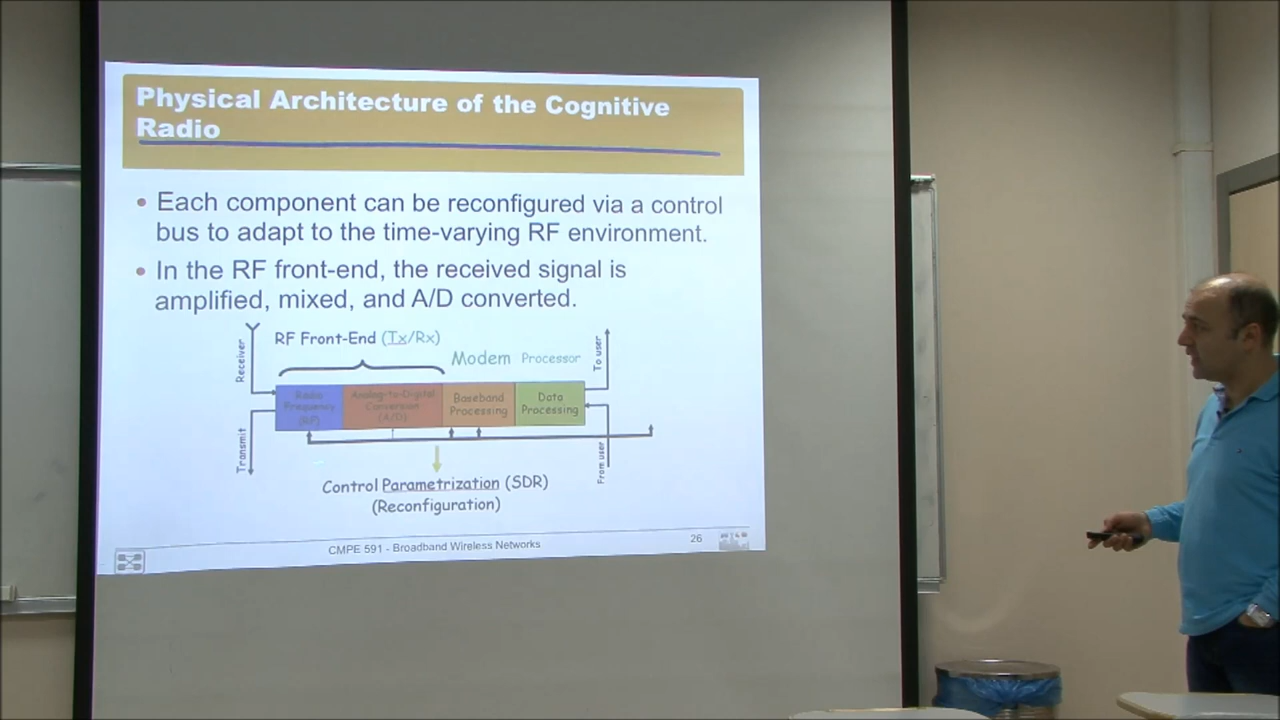 Physical Architecture of the Cognitive
Radio
• Each component can be reconfigured via a control
bus to adapt to the time-varying RF environment.
• In the RF front-end, the received signal is
amplified, mixed, and A/D converted.
Receiver
RF Front-End (Tx/Rx)
Modem Processor
To user
Radio
Frequency
(RF)
Analog-to-Digital
Conversion
(A/D)
Baseband
Processing
Data
Processing
Transmit
From user
Control Parametrization (SDR)
(Reconfiguration)
CMPE 591 - Broadband Wireless Networks
26